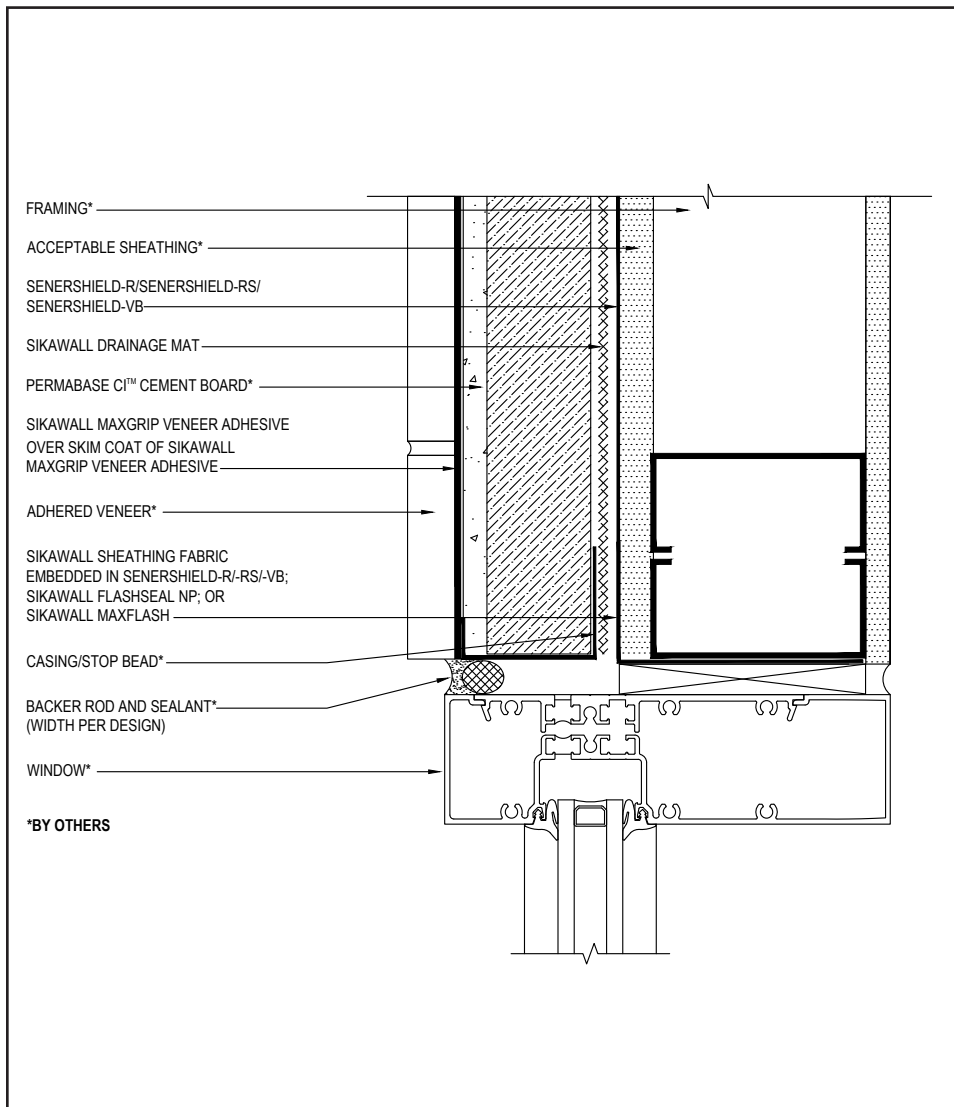 FRAMING*
ACCEPTABLE SHEATHING*
SENERSHIELD-R/SENERSHIELD-RS/
SENERSHIELD-VB
SIKAWALL DRAINAGE MAT
PERMABASE CI™ CEMENT BOARD*
SIKAWALL MAXGRIP VENEER ADHESIVE
OVER SKIM COAT OF SIKAWALL
MAXGRIP VENEER ADHESIVE
ADHERED VENEER*
SIKAWALL SHEATHING FABRIC
EMBEDDED IN SENERSHIELD-R/-RS/-VB;
SIKAWALL FLASHSEAL NP; OR
SIKAWALL MAXFLASH
CASING/STOP BEAD*
BACKER ROD AND SEALANT*
(WIDTH PER DESIGN)
WINDOW*
*BY OTHERS